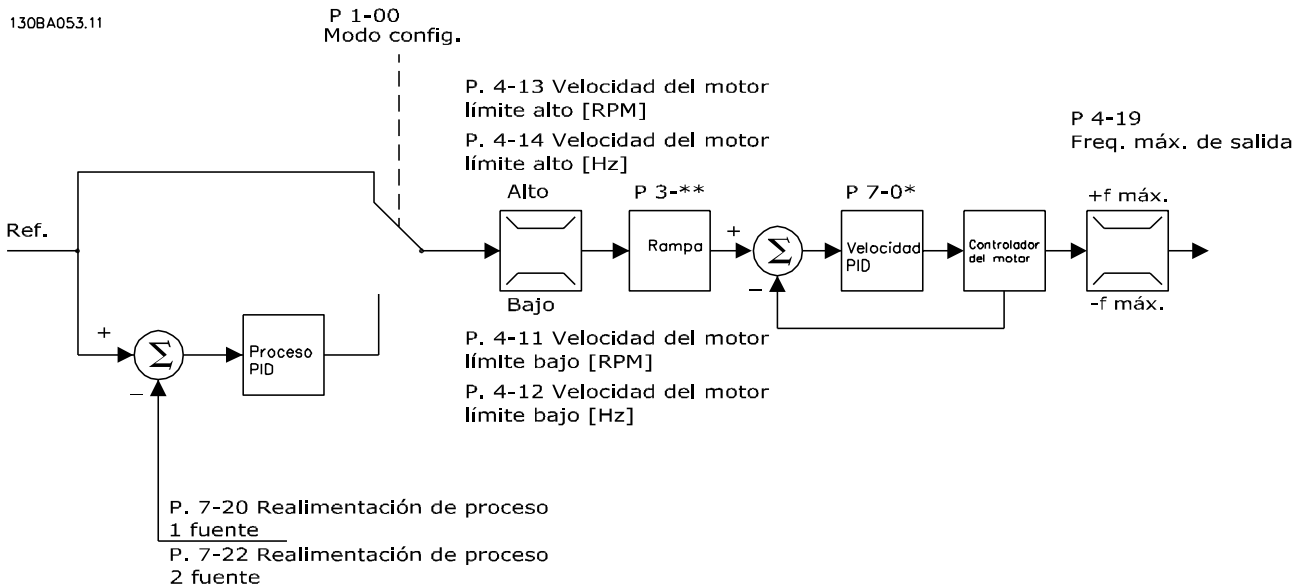 130BA053.11
P 1-00
Modo config.
P. 4-13 Velocidad del motor
límite alto [RPM]
P. 4-14 Velocidad del motor
límite alto [Hz]
P 4-19
Freq. máx. de salida
Ref.
Alto
Bajo
P 3-**
Rampa
+
Σ
−
P 7-0*
Velocidad
PID
Controlador
del motor
+f máx.
-f máx.
+
Σ
−
Proceso
PID
P. 4-11 Velocidad del motor
límite bajo [RPM]
P. 4-12 Velocidad del motor
límite bajo [Hz]
P. 7-20 Realimentación de proceso
1 fuente
P. 7-22 Realimentación de proceso
2 fuente